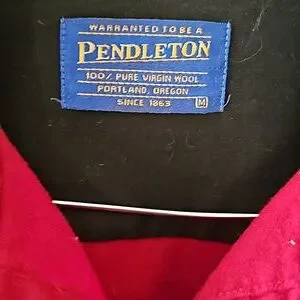 WARRANTED TO BE A
PENDLETON
100% PURE VIRGIN WOOL
PORTLAND, OREGON
SINCE 1863
M